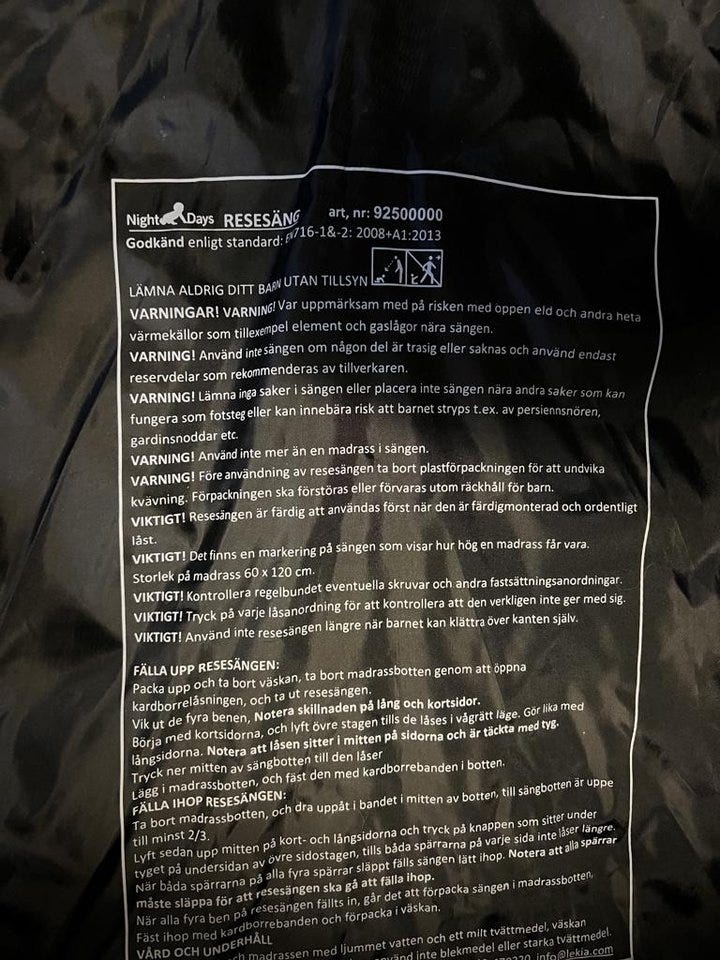 Night Days RESESÄNG art, nr: 92500000
Godkänd enligt standard: EN716-1&-2: 2008+A1:2013
LÄMNA ALDRIG DITT BARN UTAN TILLSYN
VARNINGAR! VARNING! Var uppmärksam med på risken med öppen eld och andra heta
värmekällor som tillexempel element och gaslågor nära sängen.
VARNING! Använd inte sängen om någon del är trasig eller saknas och använd endast
reservdelar som rekommenderas av tillverkaren.
VARNING! Lämna inga saker i sängen eller placera inte sängen nära andra saker som kan
fungera som fotsteg eller kan innebära risk att barnet stryps t.ex. av persiennsnören,
gardinsnoddar etc.
VARNING! Använd inte mer än en madrass i sängen.
VARNING! Före användning av resesängen ta bort plastförpackningen för att undvika
kvävning. Förpackningen ska förstöras eller förvaras utom räckhåll för barn.
VIKTIGT! Resesängen är färdig att användas först när den är färdigmonterad och ordentligt
låst.
VIKTIGT! Det finns en markering på sängen som visar hur hög en madrass får vara.
Storlek på madrass 60 x 120 cm.
VIKTIGT! Kontrollera regelbundet eventuella skruvar och andra fastsättningsanordningar.
VIKTIGT! Tryck på varje låsanordning för att kontrollera att den verkligen inte ger med sig.
VIKTIGT! Använd inte resesängen längre när barnet kan klättra över kanten själv.
FÄLLA UPP RESESÄNGEN:
Packa upp och ta bort väskan, ta bort madrassbotten genom att öppna
kardborrelåsningen, och ta ut resesängen.
Vik ut de fyra benen, Notera skillnaden på lång och kortsidor.
Börja med kortsidorna, och lyft övre stagen tills de låses i vågrätt läge. Gör lika med
långsidorna. Notera att låsen sitter i mitten på sidorna och är täckta med tyg.
Tryck ner mitten av sängbotten till den låser
Lägg i madrassbotten, och fäst den med kardborrebanden i botten.
FÄLLA IHOP RESESÄNGEN:
Ta bort madrassbotten, och dra uppåt i bandet i mitten av botten, till sängbotten är uppe
till minst 2/3.
Lyft sedan upp mitten på kort- och långsidorna och tryck på knappen som sitter under
tyget på undersidan av övre sidostagen, tills båda spärrarna på varje sida inte låser längre.
När båda spärrarna på alla fyra spärrar släppt fälls sängen lätt ihop. Notera att alla spärrar
måste släppa för att resesängen ska gå att fälla ihop.
När alla fyra ben på resesängen fällts in, går det att förpacka sängen i madrassbotten,
Fäst ihop med kardborrebanden och förpacka i väskan.
VÅRD OCH UNDERHÅLL
madrassen med ljummet vatten och ett milt tvättmedel, väskan
använd inte blekmedel eller starka tvättmedel.
info@lekia.com